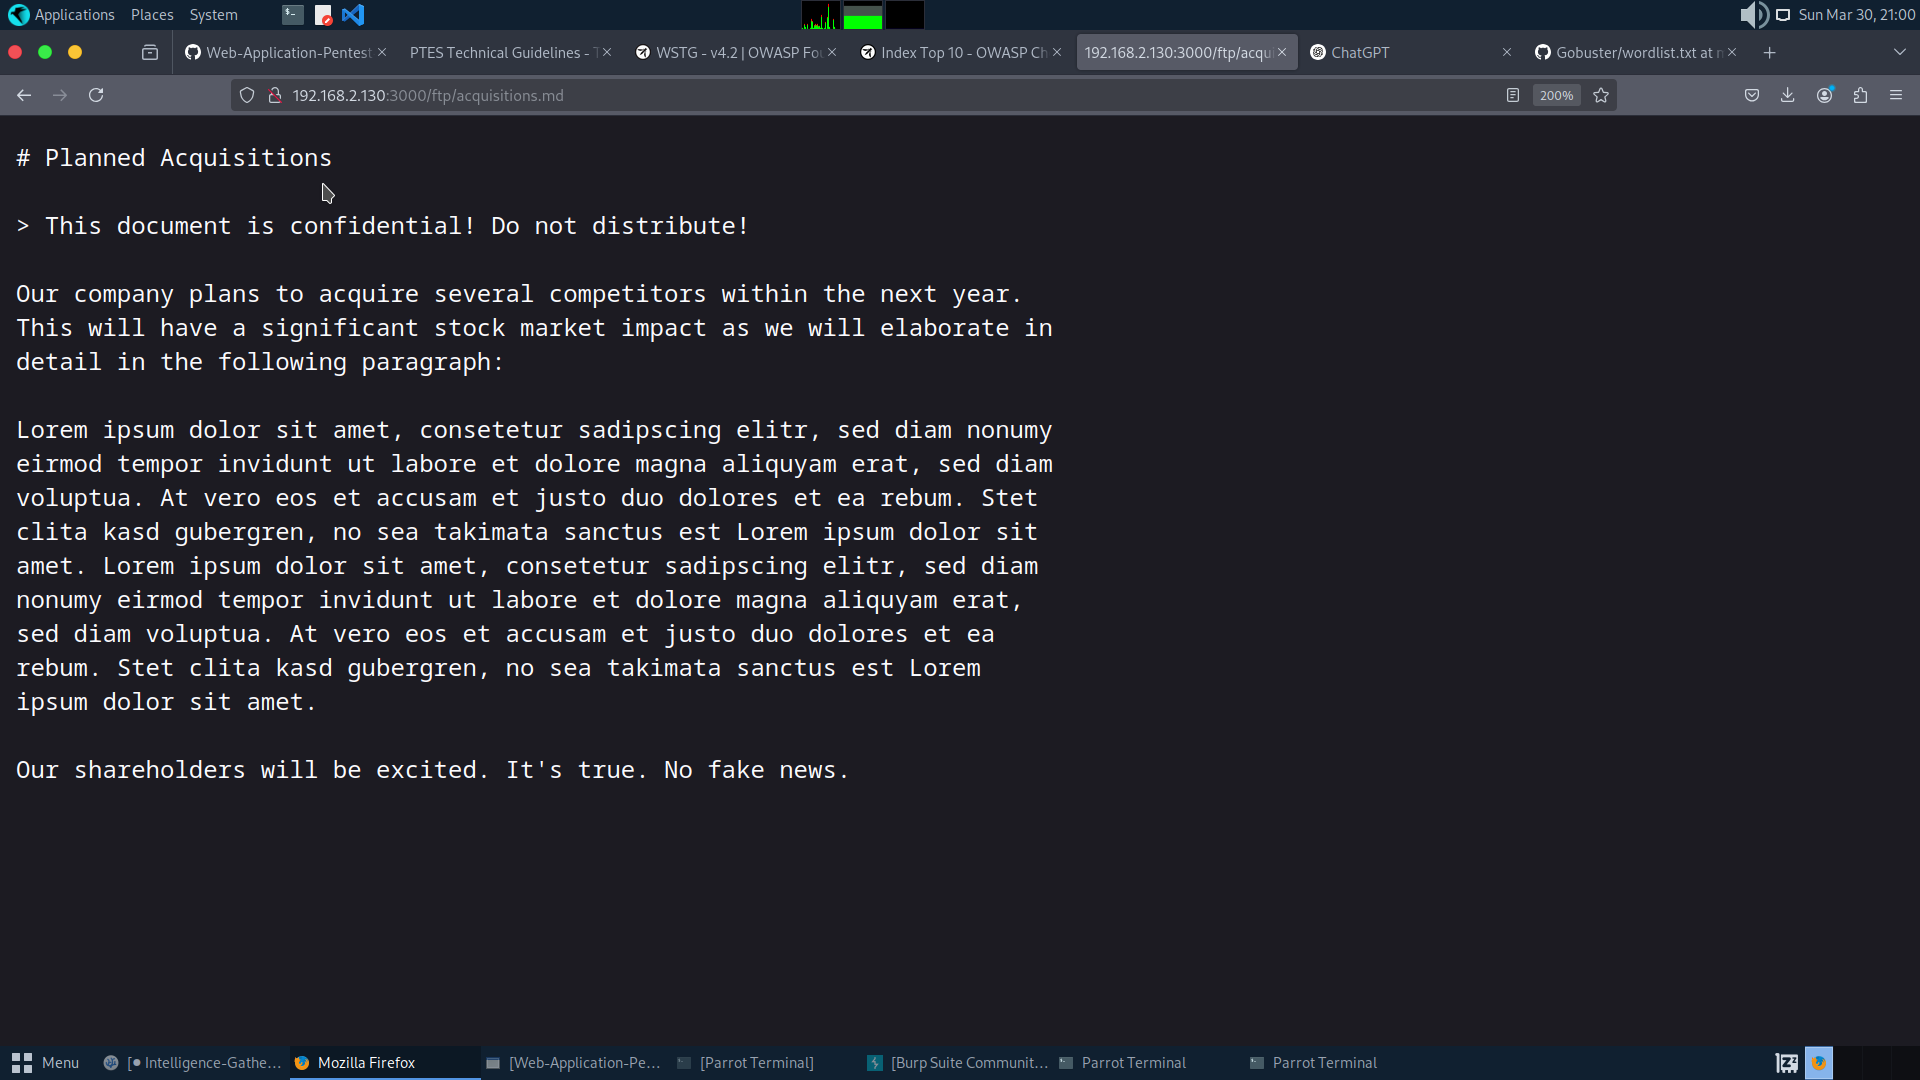 Applications Places System
Sun Mar 30, 21:00
Web-Application-Pentest
PTES Technical Guidelines - T
WSTG - v4.2 | OWASP Fou
Index Top 10 - OWASP Ch
192.168.2.130:3000/ftp/acqu
ChatGPT
Gobuster/wordlist.txt at m
192.168.2.130:3000/ftp/acquisitions.md
200%
# Planned Acquisitions
> This document is confidential! Do not distribute!
Our company plans to acquire several competitors within the next year.
This will have a significant stock market impact as we will elaborate in
detail in the following paragraph:
Lorem ipsum dolor sit amet, consetetur sadipscing elitr, sed diam nonumy
eirmod tempor invidunt ut labore et dolore magna aliquyam erat, sed diam
voluptua. At vero eos et accusam et justo duo dolores et ea rebum. Stet
clita kasd gubergren, no sea takimata sanctus est Lorem ipsum dolor sit
amet. Lorem ipsum dolor sit amet, consetetur sadipscing elitr, sed diam
nonumy eirmod tempor invidunt ut labore et dolore magna aliquyam erat,
sed diam voluptua. At vero eos et accusam et justo duo dolores et ea
rebum. Stet clita kasd gubergren, no sea takimata sanctus est Lorem
ipsum dolor sit amet.
Our shareholders will be excited. It's true. No fake news.
Menu
[● Intelligence-Gathe...
Mozilla Firefox
[Web-Application-Pe...
[Parrot Terminal]
[Burp Suite Communit...
Parrot Terminal
Parrot Terminal